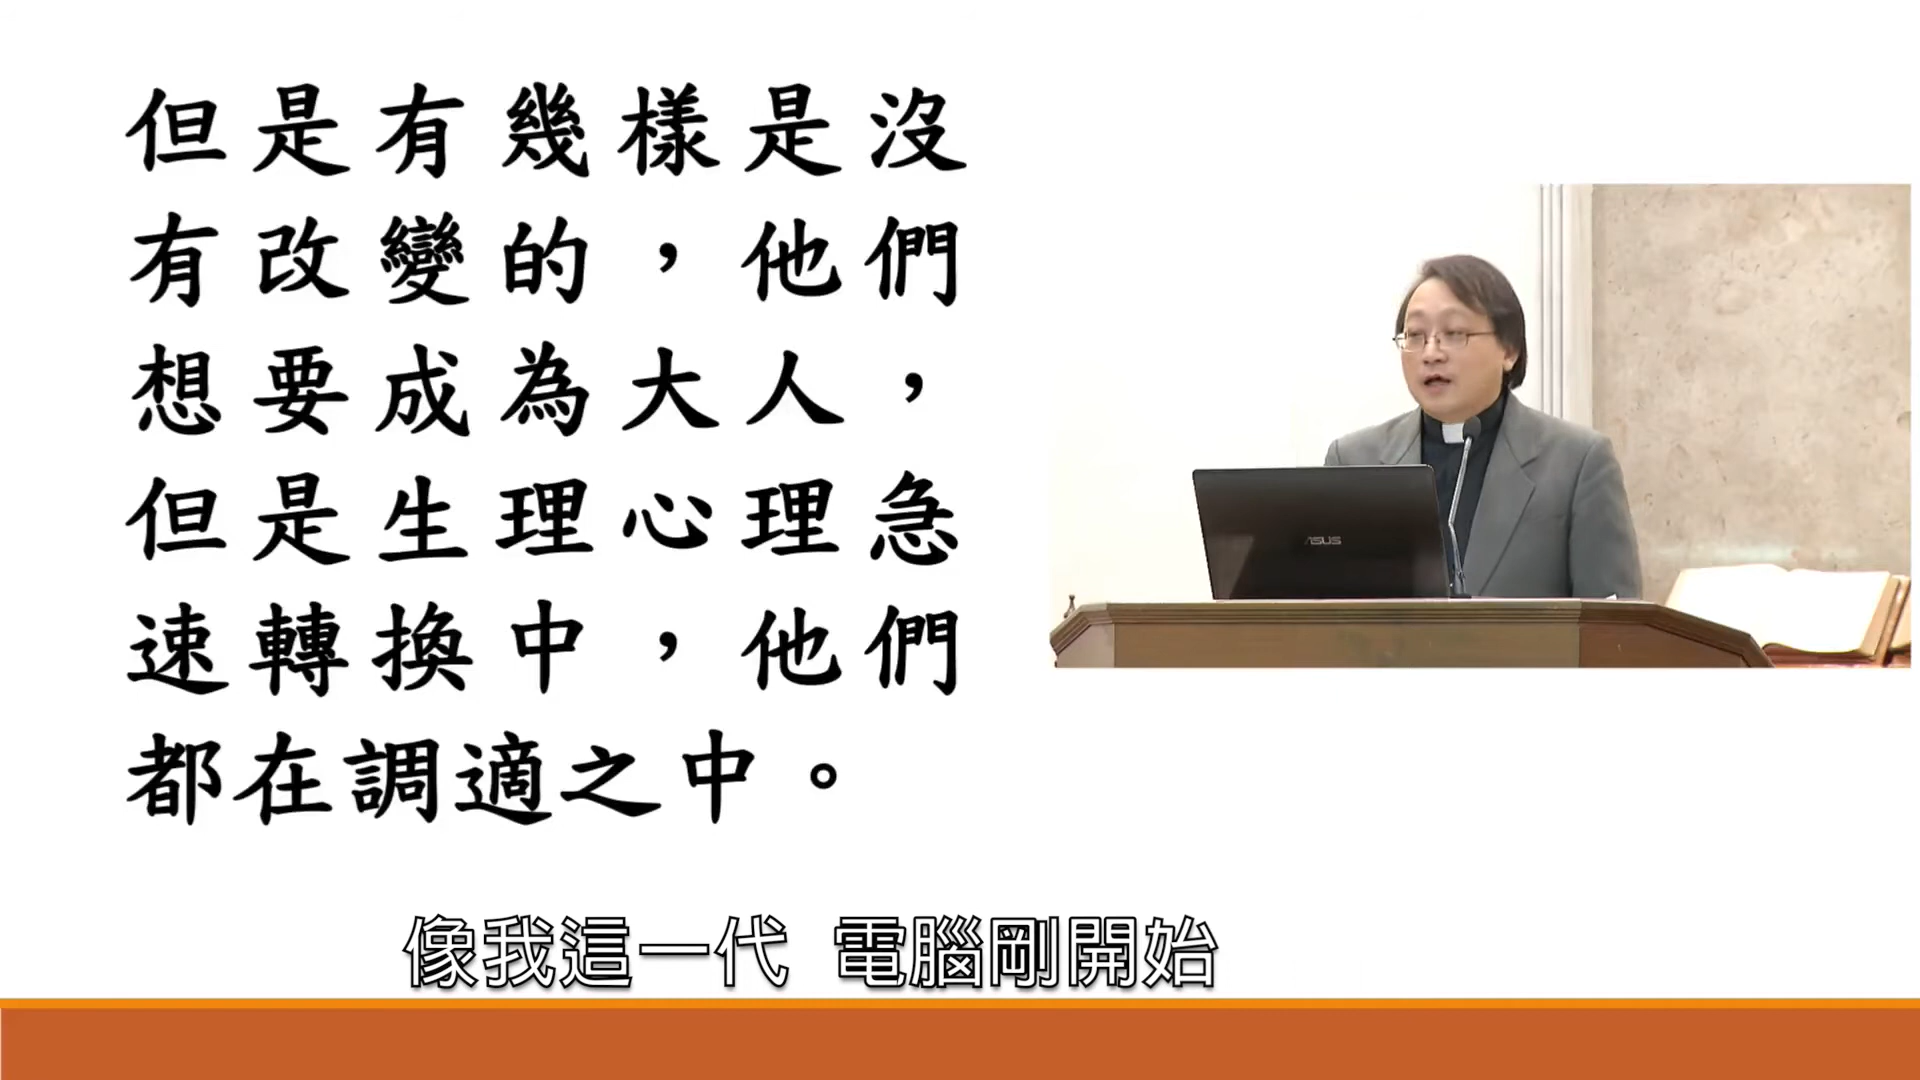 但是有幾樣是沒
有改變的，他們
想要成為大人，
但是生理心理急
速轉換中，他們
都在調適之中。
ASUS
像我這一代 電腦剛開始